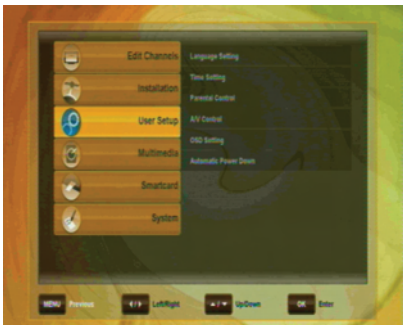 Edit Channels
Installation
User Setup
Multimedia
Smartcard
System
Language Setting
Time Setting
Parental Control
A/V Control
OSD Setting
Automatic Power Down
MENU Previous
Left/Right
Up/Down
OK Enter